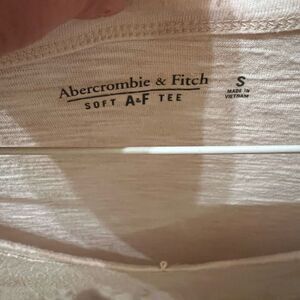 Abercrombie & Fitch
SOFT A&F TEE
S
MADE IN
VIETNAM